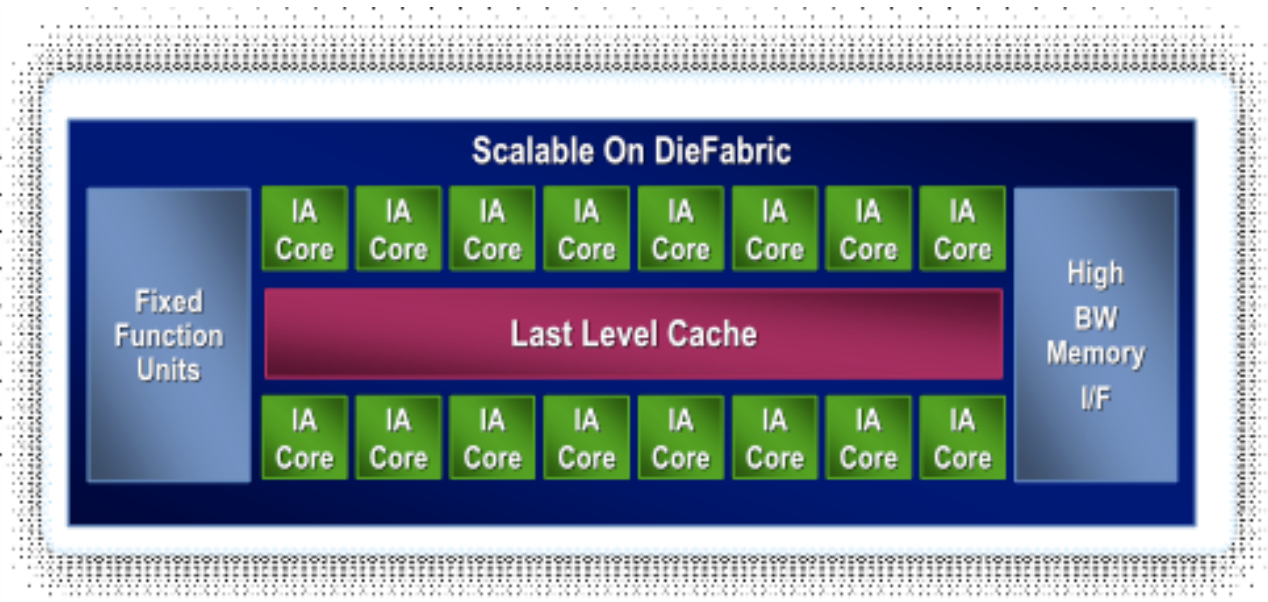 Scalable On DieFabric
IA IA IA IA IA IA IA IA
Core Core Core Core Core Core Core Core
Fixed
Function
Units
Last Level Cache
High
BW
Memory
I/F
IA IA IA IA IA IA IA IA
Core Core Core Core Core Core Core Core